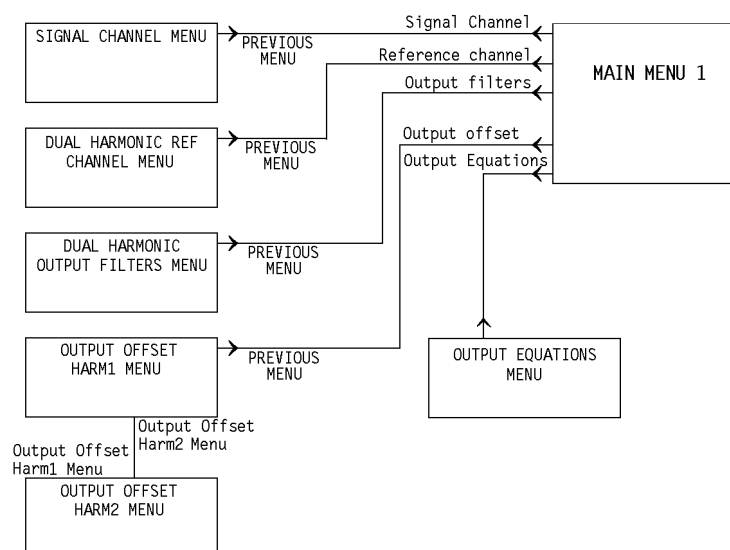 Signal Channel
SIGNAL CHANNEL MENU
PREVIOUS
MENU
Reference channel
MAIN MENU 1
Output filters
DUAL HARMONIC REF
CHANNEL MENU
PREVIOUS
MENU
Output offset
Output Equations
DUAL HARMONIC
OUTPUT FILTERS MENU
PREVIOUS
MENU
OUTPUT OFFSET
HARM1 MENU
PREVIOUS
MENU
OUTPUT EQUATIONS
MENU
Output Offset
Harm2 Menu
Output Offset
Harm1 Menu
OUTPUT OFFSET
HARM2 MENU